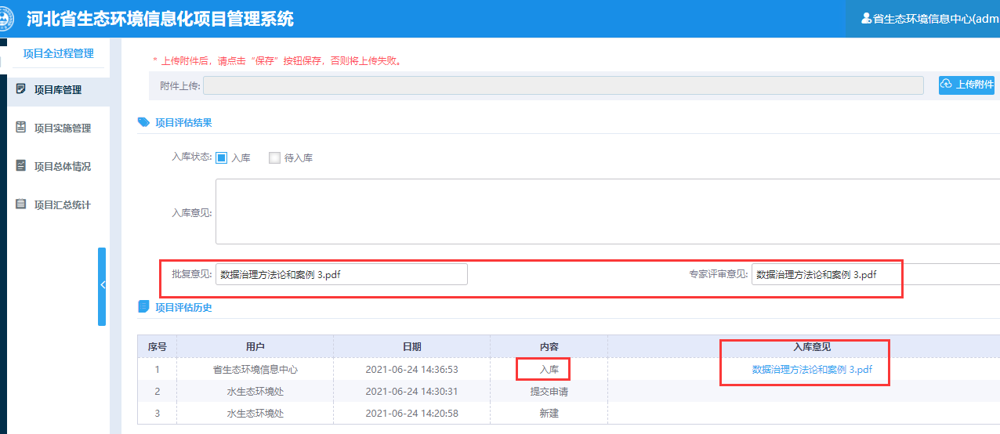 河北省生态环境信息化项目管理系统
省生态环境信息中心(adm
项目全过程管理
项目库管理
项目实施管理
项目总体情况
项目汇总统计
* 上传附件后，请点击“保存”按钮保存，否则将上传失败。
附件上传:
上传附件
项目评估结果
入库状态: 入库 待入库
入库意见:
批复意见: 数据治理方法论和案例 3.pdf 专家评审意见: 数据治理方法论和案例 3.pdf
项目评估历史
序号 用户 日期 内容 入库意见
1 省生态环境信息中心 2021-06-24 14:36:53 入库 数据治理方法论和案例 3.pdf
2 水生态环境处 2021-06-24 14:30:31 提交申请
3 水生态环境处 2021-06-24 14:20:58 新建